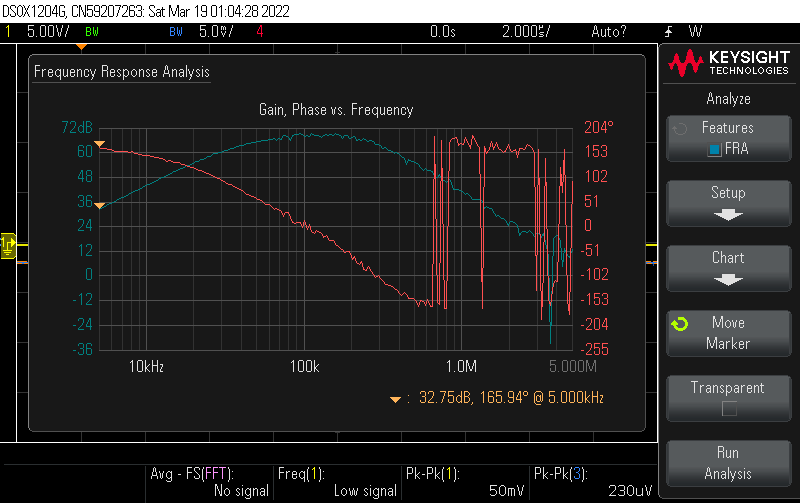 DSOX1204G, CN59207263: Sat Mar 19 01:04:28 2022
1 5.00V/ BW BW 5.0V/ 4 0.0s 2.000s/ Auto? W
Frequency Response Analysis
Gain, Phase vs. Frequency
72dB 204°
60 153
48 102
36 51
24 0
12 -51
0 -102
-12 -153
-24 -204
-36 -255
10kHz 100k 1.0M 5.000M
: 32.75dB, 165.94° @ 5.000kHz
KEYSIGHT
TECHNOLOGIES
Analyze
Features
FRA
Setup
Chart
Move
Marker
Transparent
Run
Analysis
Avg - FS(FFT): Freq(1): Pk-Pk(1): Pk-Pk(3):
No signal Low signal 50mV 230uV